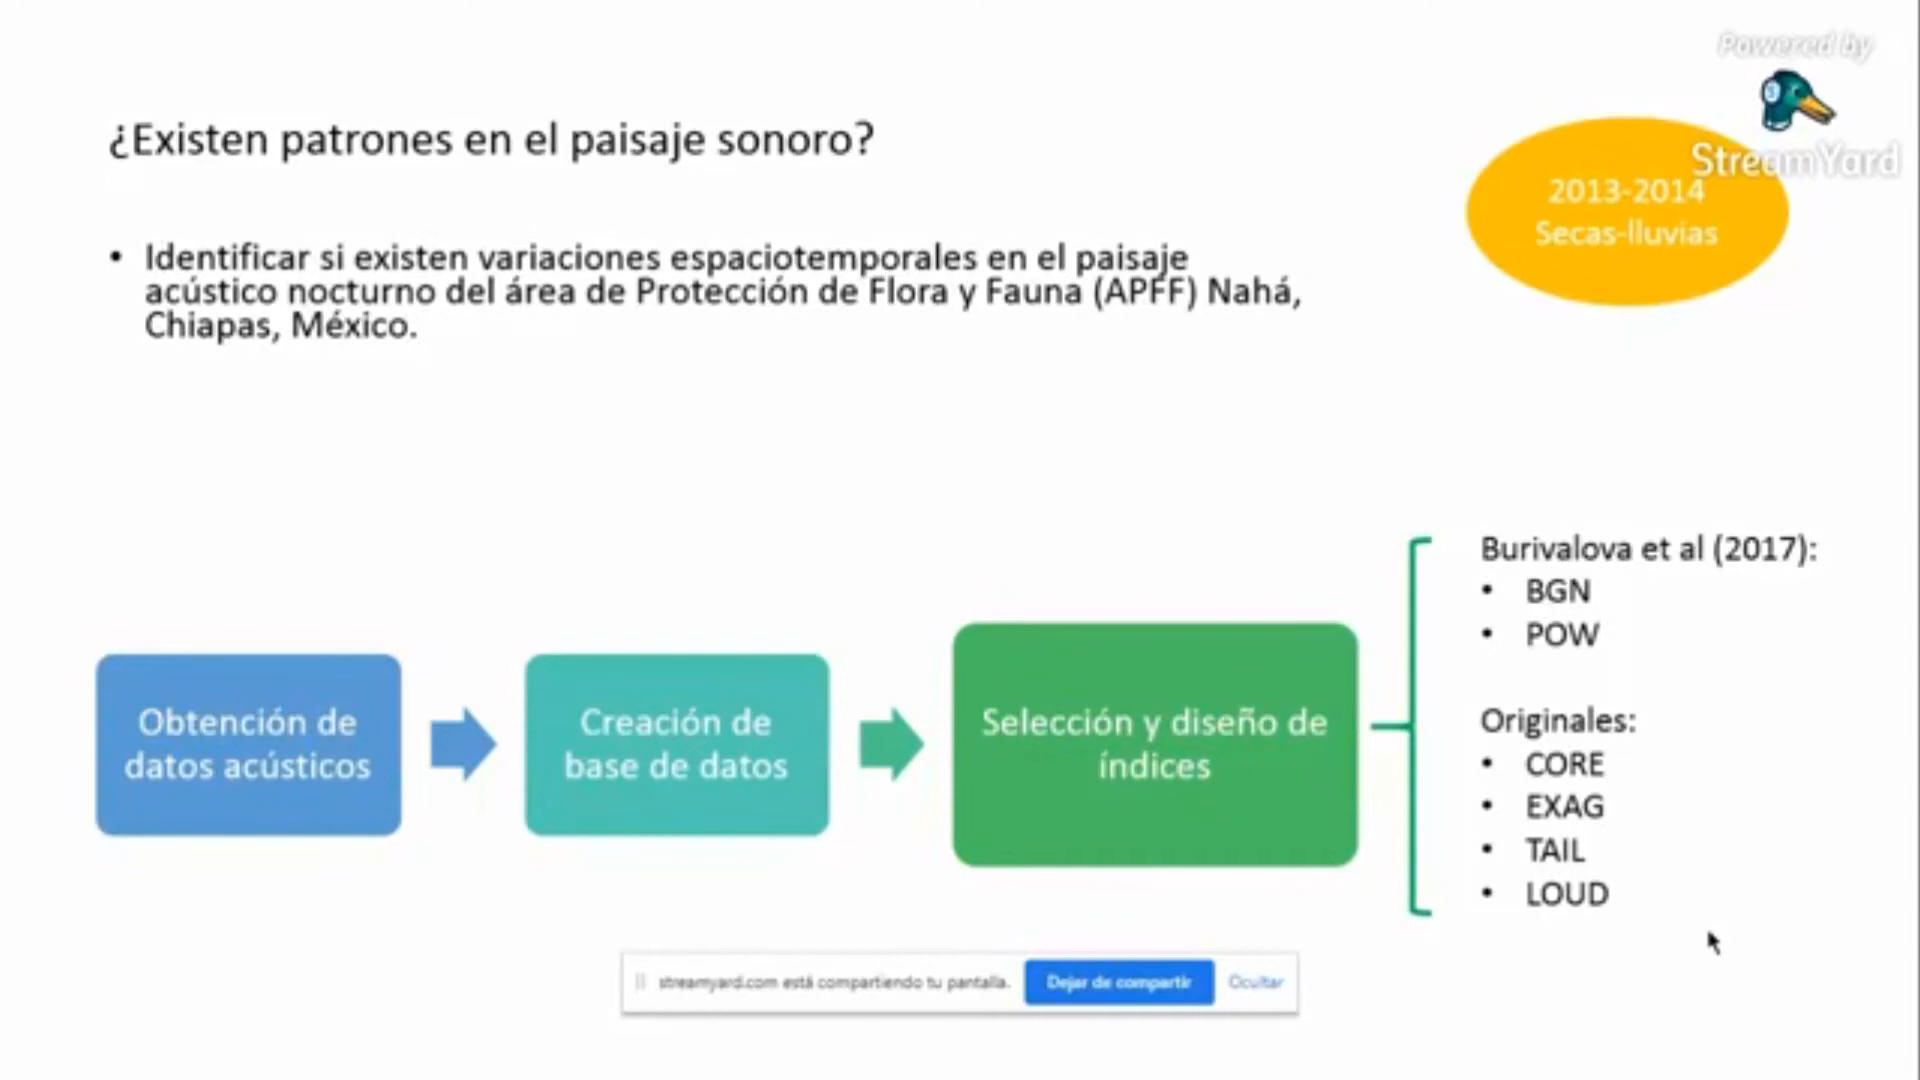 Powered by
StreamYard
¿Existen patrones en el paisaje sonoro?
2013-2014
Secas-lluvias
• Identificar si existen variaciones espaciotemporales en el paisaje
acústico nocturno del área de Protección de Flora y Fauna (APFF) Nahá,
Chiapas, México.
Obtención de
datos acústicos
Creación de
base de datos
Selección y diseño de
índices
Burivalova et al (2017):
• BGN
• POW
Originales:
• CORE
• EXAG
• TAIL
• LOUD
streamyard.com está compartiendo tu pantalla.
Dejar de compartir
Ocultar